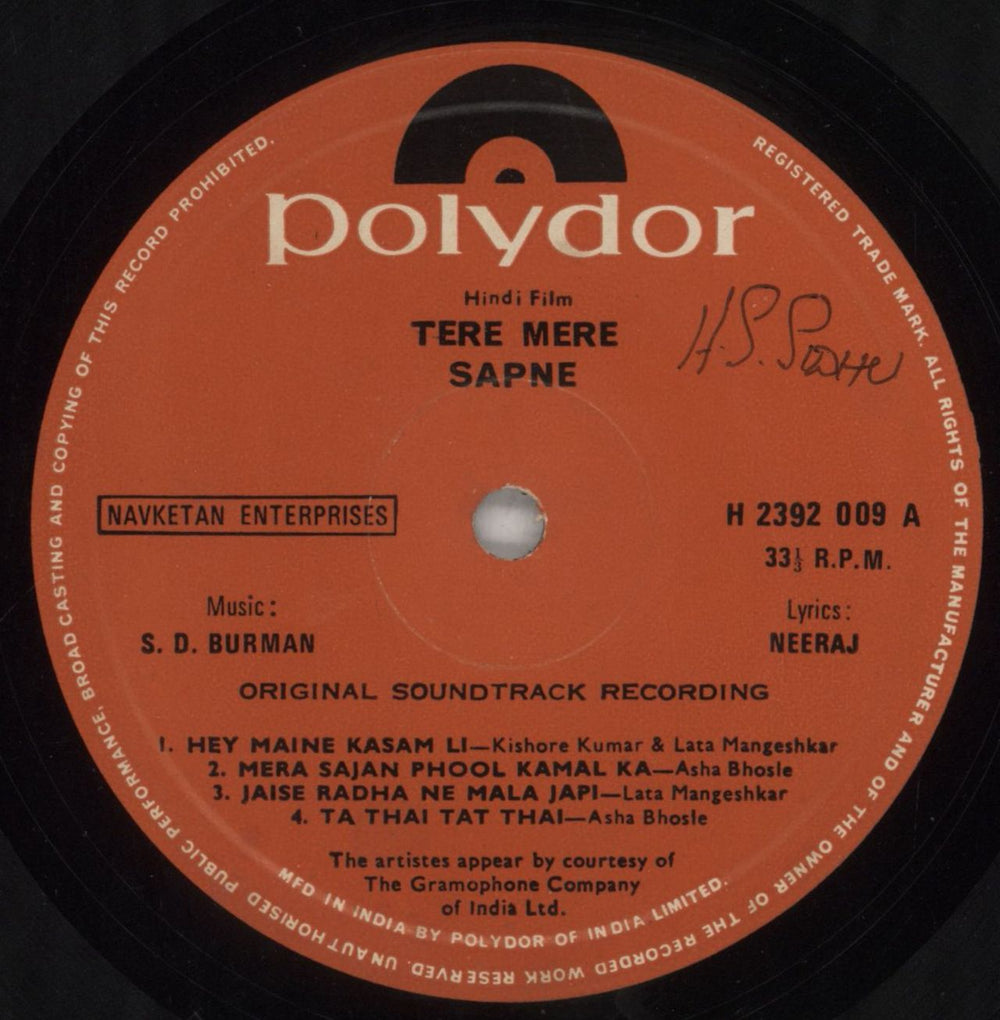 polydor
Hindi Film
TERE MERE
SAPNE
NAVKETAN ENTERPRISES
H 2392 009 A
33⅓ R.P.M.
Music:
S. D. BURMAN
Lyrics:
NEERAJ
ORIGINAL SOUNDTRACK RECORDING
1. HEY MAINE KASAM LI—Kishore Kumar & Lata Mangeshkar
2. MERA SAJAN PHOOL KAMAL KA—Asha Bhosle
3. JAISE RADHA NE MALA JAPI—Lata Mangeshkar
4. TA THAI TAT THAI—Asha Bhosle
The artistes appear by courtesy of
The Gramophone Company
of India Ltd.
MFD IN INDIA BY POLYDOR OF INDIA LIMITED.
REGISTERED TRADE MARK. ALL RIGHTS OF THE MANUFACTURER AND OF THE OWNER OF THE RECORDED WORK RESERVED. UNAUTHORISED PUBLIC PERFORMANCE, BROADCASTING AND COPYING OF THIS RECORD PROHIBITED.
H.S.